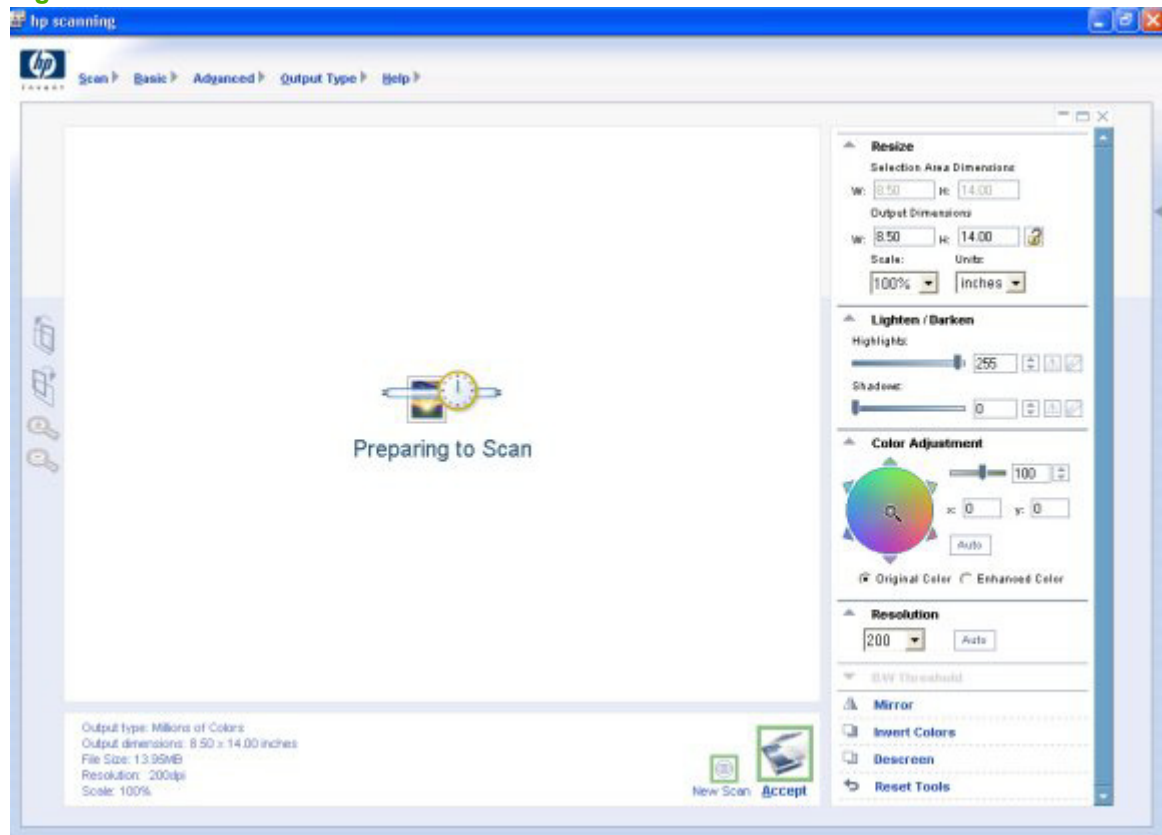 hp scanning
hp
invent
Scan Basic Advanced Output Type Help
Resize
Selection Area Dimensions
W: 8.50 H: 14.00
Output Dimensions
W: 8.50 H: 14.00
Scale: Units:
100% inches
Lighten / Darken
Highlights:
255
Shadows:
0
Color Adjustment
100
x: 0 y: 0
Auto
Original Color Enhanced Color
Resolution
200 Auto
B/W Threshold
Mirror
Invert Colors
Descreen
Reset Tools
Preparing to Scan
Output type: Millions of Colors
Output dimensions: 8.50 x 14.00 inches
File Size: 13.95MB
Resolution: 200dpi
Scale: 100%
New Scan Accept